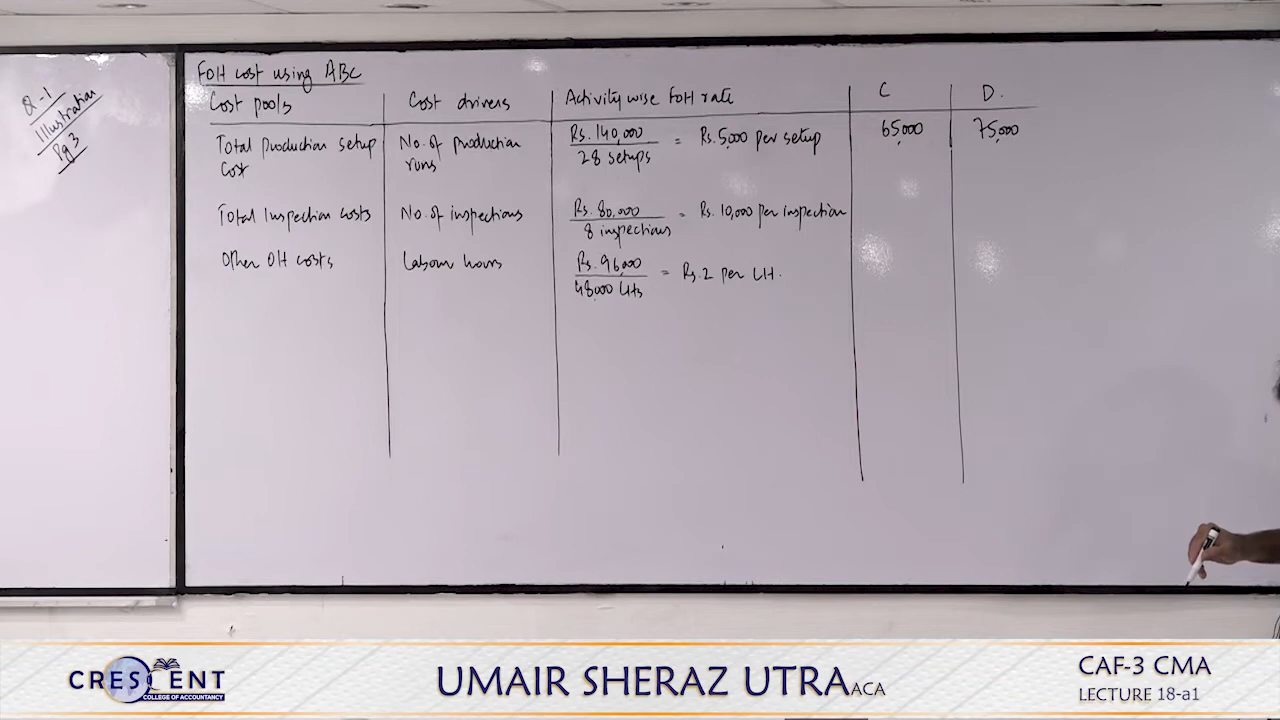 Q-1
Illustration
Pg 3
FOH cost using ABC
Cost pools Cost drivers Activity wise FOH rate C D.
Total production setup No. of production Rs. 140,000 = Rs. 5,000 per setup 65,000 75,000
cost runs 28 setups
Total Inspection costs No. of inspections Rs. 80,000 = Rs. 10,000 per inspection
8 inspections
Other OH costs Labour hours Rs. 96,000 = Rs. 2 per LH.
48,000 LHs
CRESCENT
COLLEGE OF ACCOUNTANCY
UMAIR SHERAZ UTRA ACA
CAF-3 CMA
LECTURE 18-a1